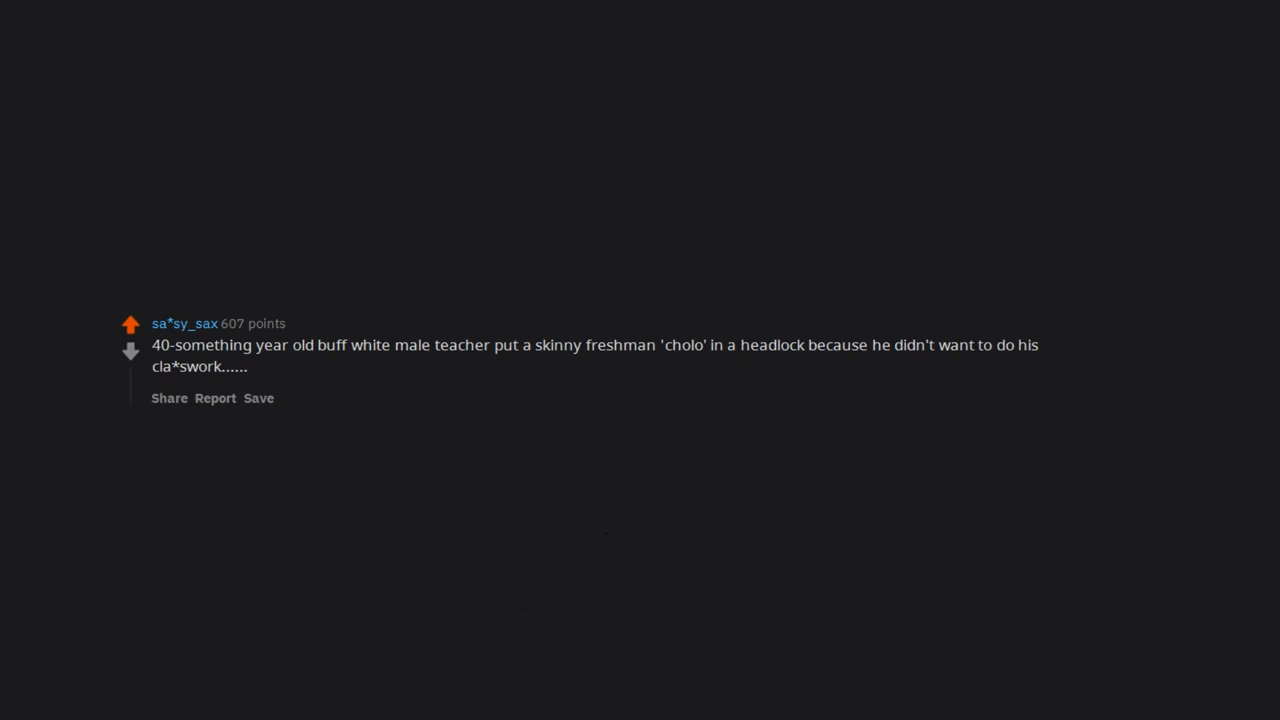 sa*sy_sax 607 points
40-something year old buff white male teacher put a skinny freshman 'cholo' in a headlock because he didn't want to do his
cla*swork......
Share Report Save